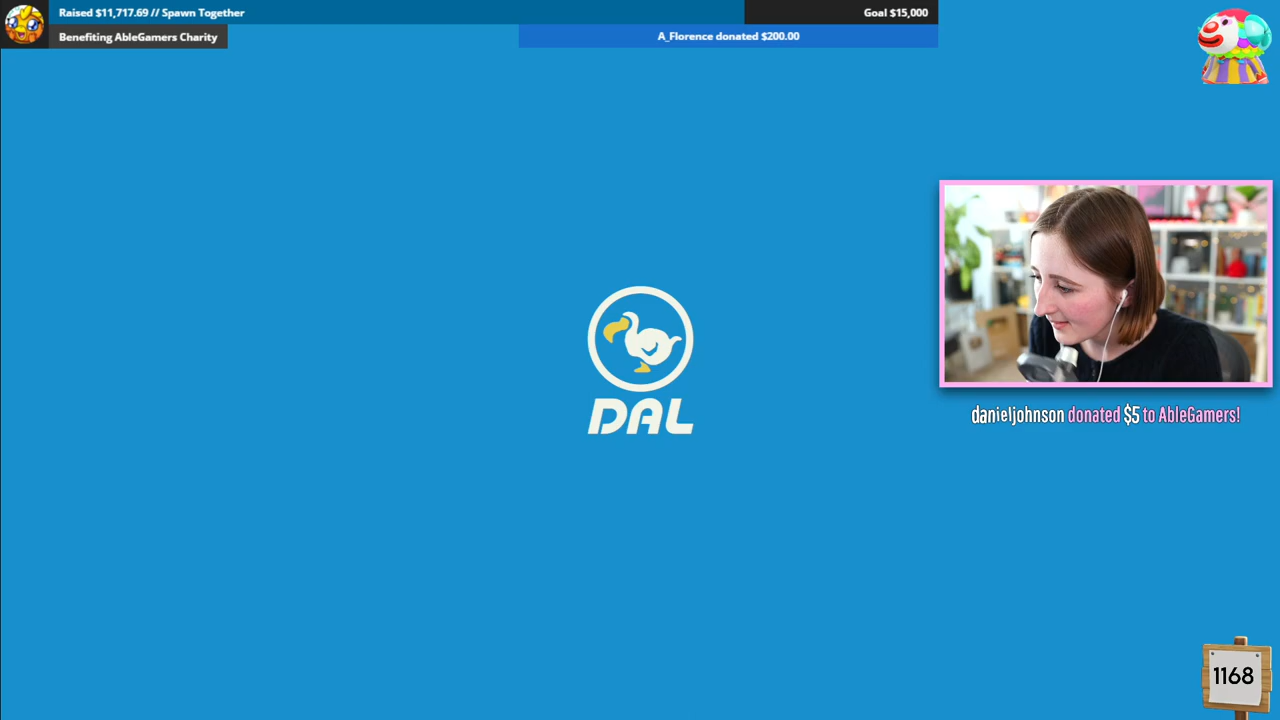 Raised $11,717.69 // Spawn Together
Goal $15,000
Benefiting AbleGamers Charity
A_Florence donated $200.00
DAL
danieljohnson donated $5 to AbleGamers!
1168